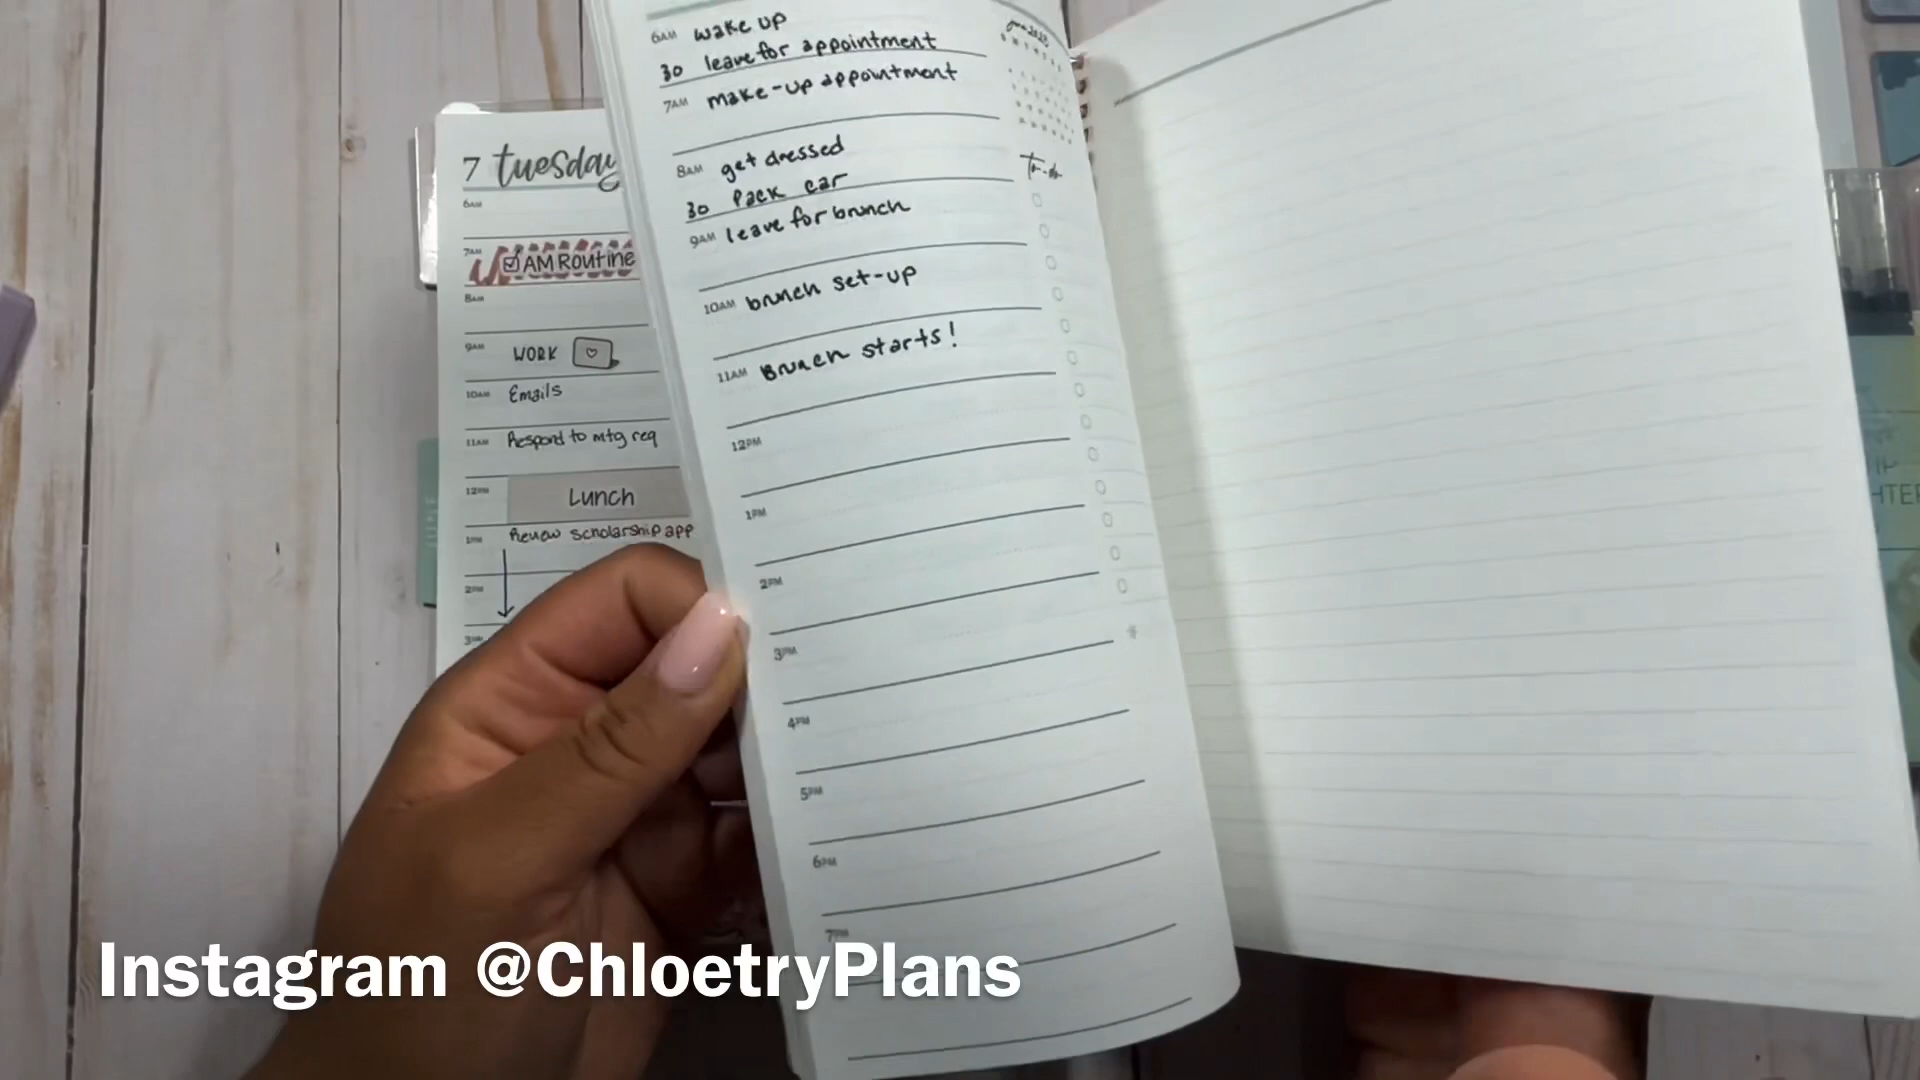 7 tuesday
6AM
7AM AM Routine
8AM
9AM WORK
10AM Emails
11AM Respond to mtg req
12PM Lunch
1PM Review scholarship app
2PM
3PM
6AM wake up
30 leave for appointment
7AM make-up appointment
8AM get dressed
30 Pack car
9AM leave for brunch
10AM brunch set-up
11AM Brunch starts!
12PM
1PM
2PM
3PM
4PM
5PM
6PM
7PM
To-do
Instagram @ChloetryPlans